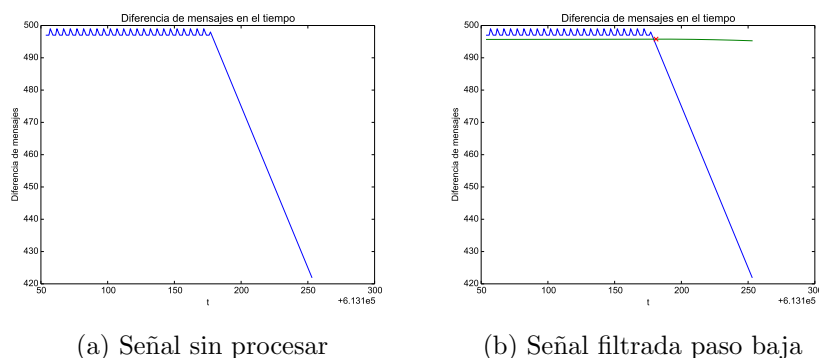 Diferencia de mensajes en el tiempo
500
490
480
470
460
450
440
430
420
Diferencia de mensajes
50 100 150 200 250 300
t
+6.131e5
(a) Señal sin procesar
Diferencia de mensajes en el tiempo
500
490
480
470
460
450
440
430
420
Diferencia de mensajes
50 100 150 200 250 300
t
+6.131e5
(b) Señal filtrada paso baja